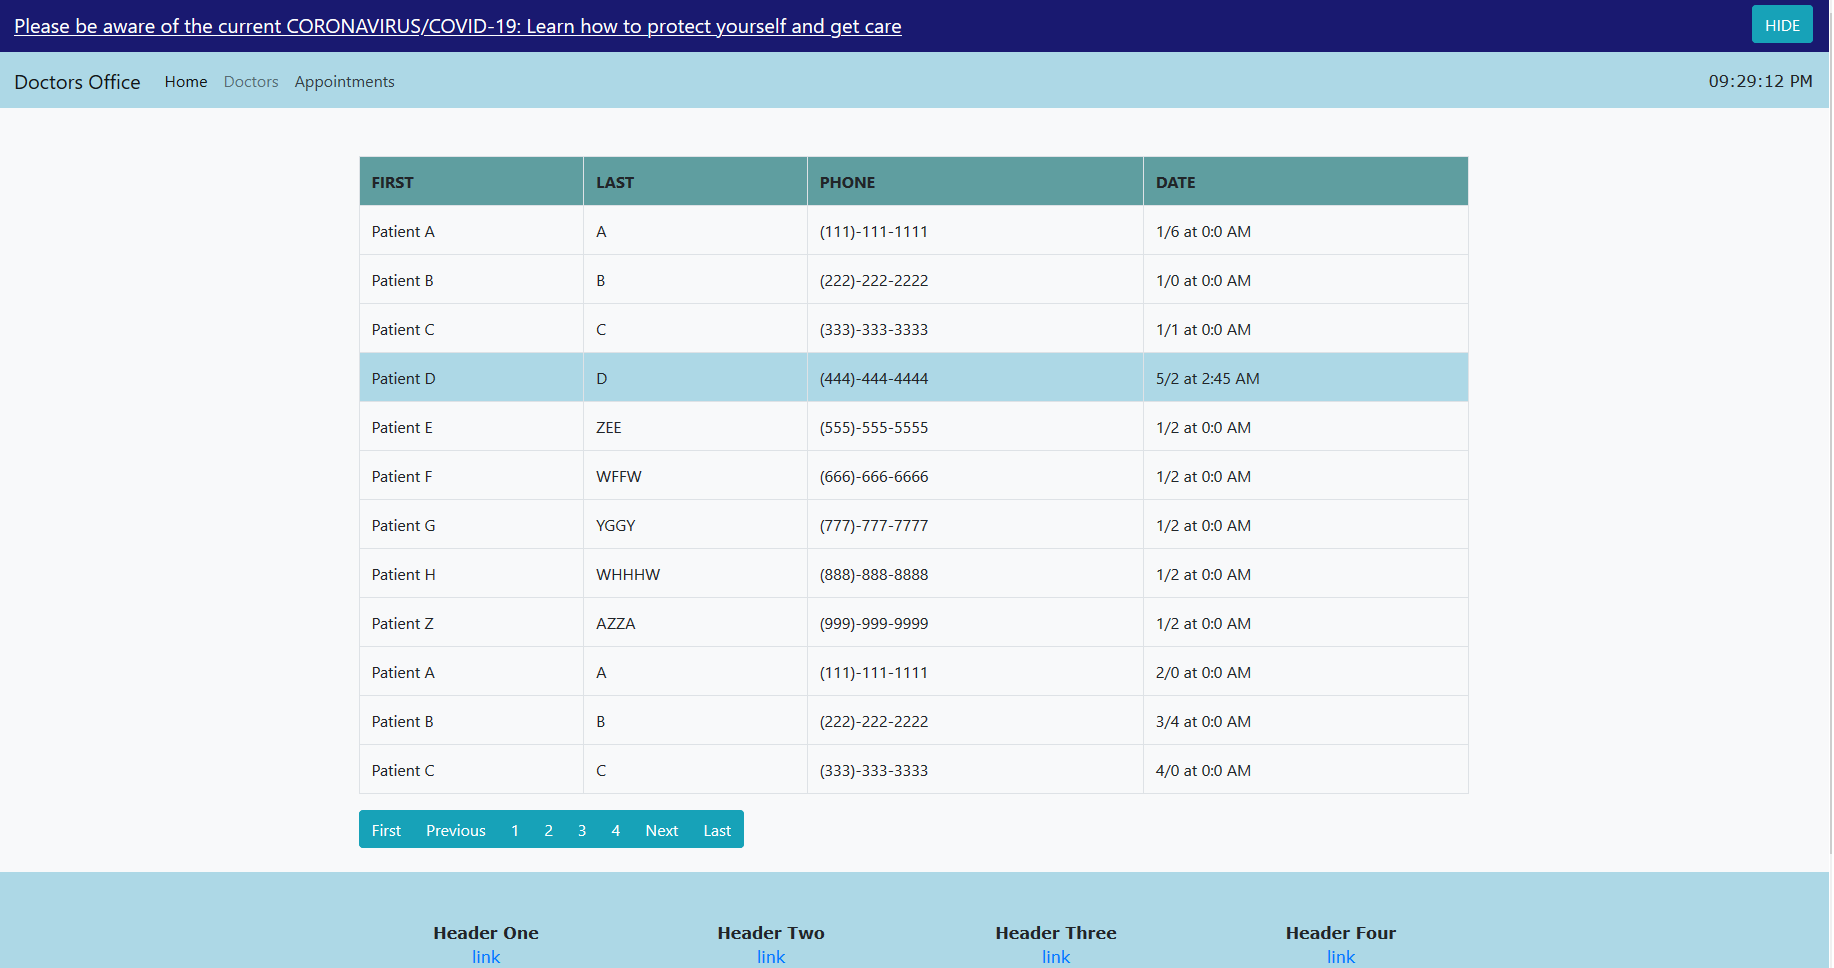 Please be aware of the current CORONAVIRUS/COVID-19: Learn how to protect yourself and get care HIDE
Doctors Office Home Doctors Appointments 09:29:12 PM
FIRST LAST PHONE DATE
Patient A A (111)-111-1111 1/6 at 0:0 AM
Patient B B (222)-222-2222 1/0 at 0:0 AM
Patient C C (333)-333-3333 1/1 at 0:0 AM
Patient D D (444)-444-4444 5/2 at 2:45 AM
Patient E ZEE (555)-555-5555 1/2 at 0:0 AM
Patient F WFFW (666)-666-6666 1/2 at 0:0 AM
Patient G YGGY (777)-777-7777 1/2 at 0:0 AM
Patient H WHHHW (888)-888-8888 1/2 at 0:0 AM
Patient Z AZZA (999)-999-9999 1/2 at 0:0 AM
Patient A A (111)-111-1111 2/0 at 0:0 AM
Patient B B (222)-222-2222 3/4 at 0:0 AM
Patient C C (333)-333-3333 4/0 at 0:0 AM
First Previous 1 2 3 4 Next Last
Header One Header Two Header Three Header Four
link link link link